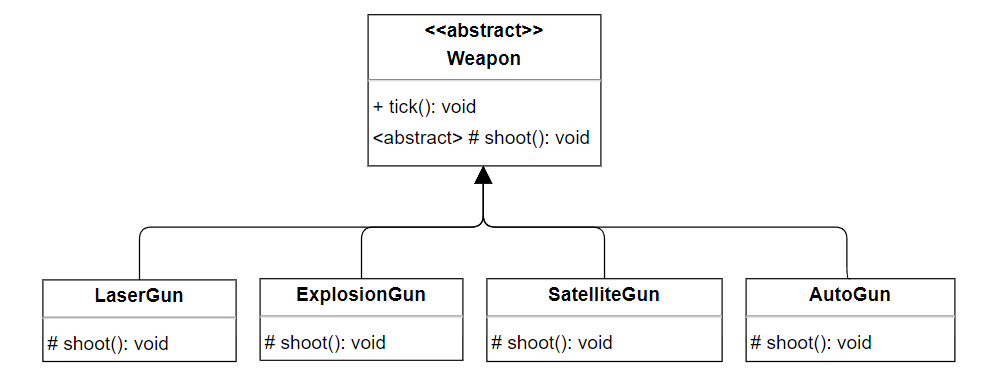 <<abstract>>
Weapon
+ tick(): void
<abstract> # shoot(): void
LaserGun
# shoot(): void
ExplosionGun
# shoot(): void
SatelliteGun
# shoot(): void
AutoGun
# shoot(): void